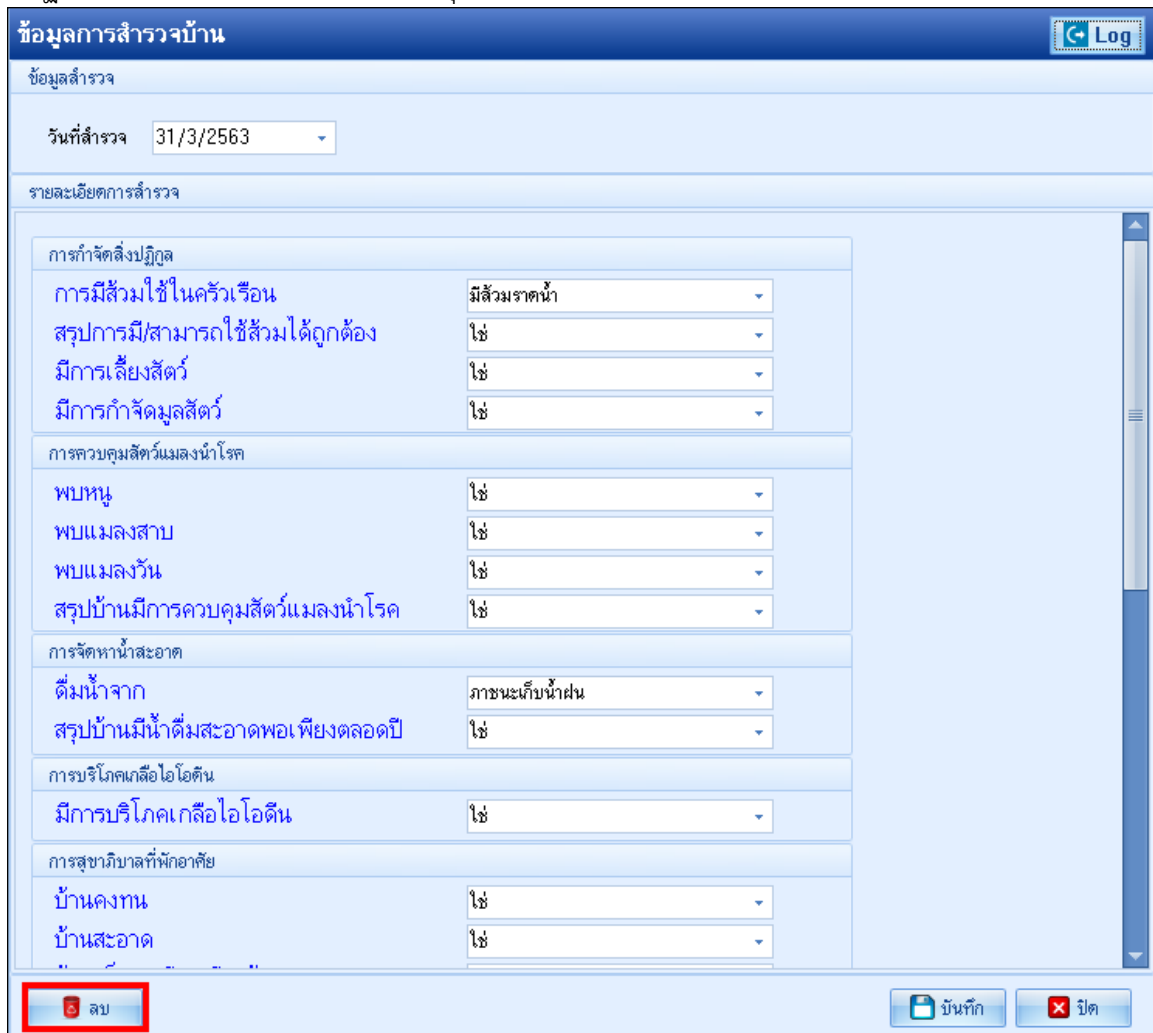 ข้อมูลการสำรวจบ้าน Log
ข้อมูลสำรวจ
วันที่สำรวจ 31/3/2563
รายละเอียดการสำรวจ
การกำจัดสิ่งปฏิกูล
การมีส้วมใช้ในครัวเรือน มีส้วมราดน้ำ
สรุปการมี/สามารถใช้ส้วมได้ถูกต้อง ใช่
มีการเลี้ยงสัตว์ ใช่
มีการกำจัดมูลสัตว์ ใช่
การควบคุมสัตว์แมลงนำโรค
พบหนู ใช่
พบแมลงสาบ ใช่
พบแมลงวัน ใช่
สรุปบ้านมีการควบคุมสัตว์แมลงนำโรค ใช่
การจัดหาน้ำสะอาด
ดื่มน้ำจาก ภาชนะเก็บน้ำฝน
สรุปบ้านมีน้ำดื่มสะอาดพอเพียงตลอดปี ใช่
การบริโภคเกลือไอโอดีน
มีการบริโภคเกลือไอโอดีน ใช่
การสุขาภิบาลที่พักอาศัย
บ้านคงทน ใช่
บ้านสะอาด ใช่
ลบ บันทึก ปิด